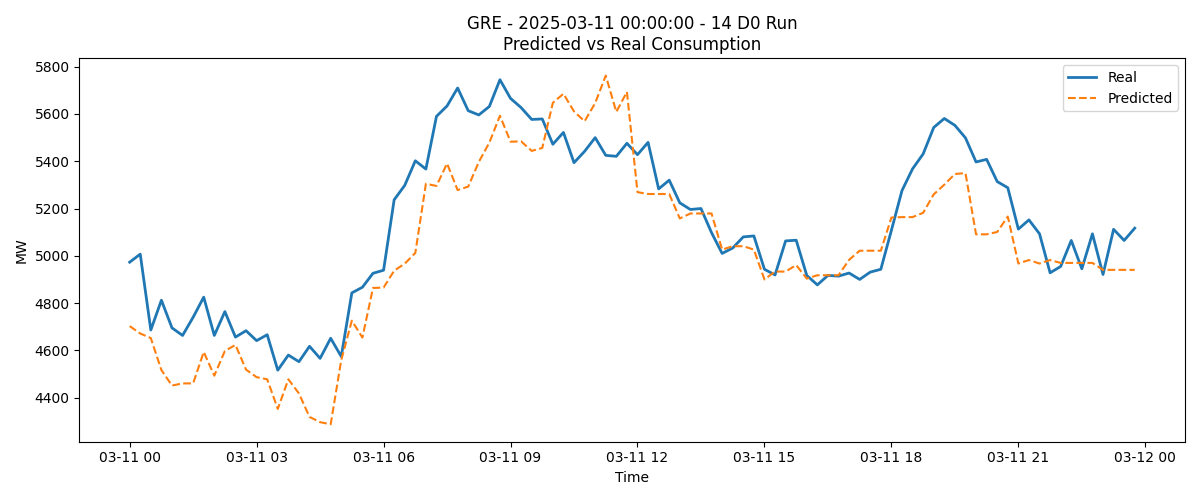 GRE - 2025-03-11 00:00:00 - 14 D0 Run
Predicted vs Real Consumption
Real
Predicted
MW
5800
5600
5400
5200
5000
4800
4600
4400
03-11 00
03-11 03
03-11 06
03-11 09
03-11 12
03-11 15
03-11 18
03-11 21
03-12 00
Time